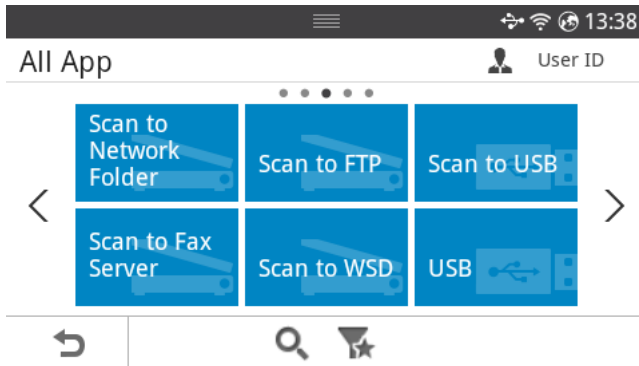 13:38
All App
User ID
Scan to
Network
Folder
Scan to FTP
Scan to USB
Scan to Fax
Server
Scan to WSD
USB